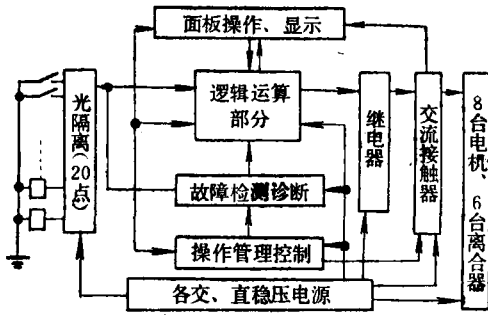 面板操作、显示
光隔离(20点)
逻辑运算
部分
继电器
交流接触器
8台电机、6台离合器
故障检测诊断
操作管理控制
各交、直稳压电源